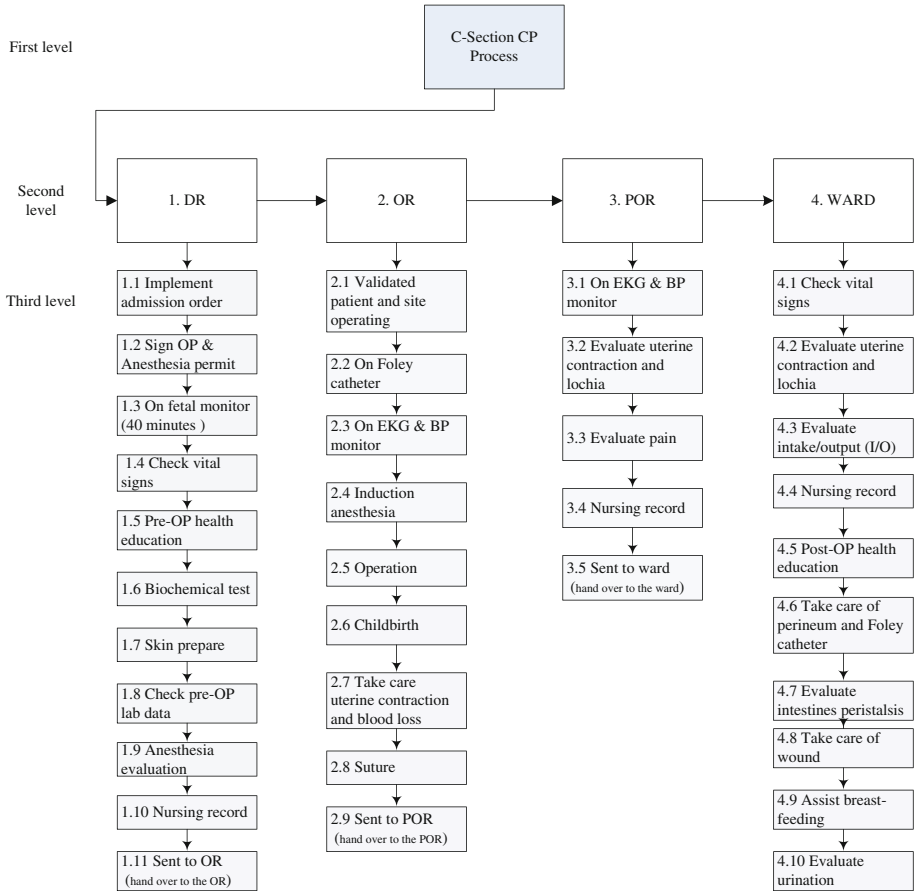 First level
C-Section CP
Process
Second
level
1. DR
2. OR
3. POR
4. WARD
Third level
1.1 Implement
admission order
1.2 Sign OP &
Anesthesia permit
1.3 On fetal monitor
(40 minutes )
1.4 Check vital
signs
1.5 Pre-OP health
education
1.6 Biochemical test
1.7 Skin prepare
1.8 Check pre-OP
lab data
1.9 Anesthesia
evaluation
1.10 Nursing record
1.11 Sent to OR
(hand over to the OR)
2.1 Validated
patient and site
operating
2.2 On Foley
catheter
2.3 On EKG & BP
monitor
2.4 Induction
anesthesia
2.5 Operation
2.6 Childbirth
2.7 Take care
uterine contraction
and blood loss
2.8 Suture
2.9 Sent to POR
(hand over to the POR)
3.1 On EKG & BP
monitor
3.2 Evaluate uterine
contraction and
lochia
3.3 Evaluate pain
3.4 Nursing record
3.5 Sent to ward
(hand over to the ward)
4.1 Check vital
signs
4.2 Evaluate uterine
contraction and
lochia
4.3 Evaluate
intake/output (I/O)
4.4 Nursing record
4.5 Post-OP health
education
4.6 Take care of
perineum and Foley
catheter
4.7 Evaluate
intestines peristalsis
4.8 Take care of
wound
4.9 Assist breast-
feeding
4.10 Evaluate
urination